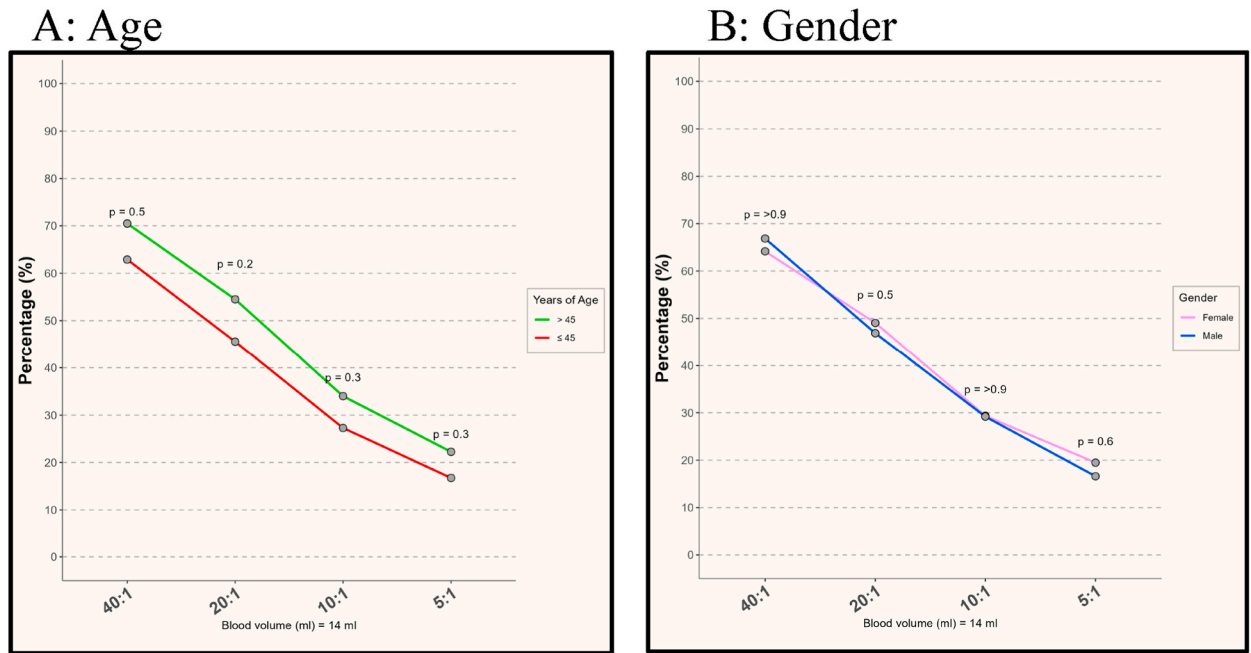 A: Age
100
90
80
70
60
50
40
30
20
10
0
Percentage (%)
p = 0.5
p = 0.2
p = 0.3
p = 0.3
Years of Age
> 45
≤ 45
40:1
20:1
10:1
5:1
Blood volume (ml) = 14 ml
B: Gender
100
90
80
70
60
50
40
30
20
10
0
Percentage (%)
p = >0.9
p = 0.5
p = >0.9
p = 0.6
Gender
Female
Male
40:1
20:1
10:1
5:1
Blood volume (ml) = 14 ml